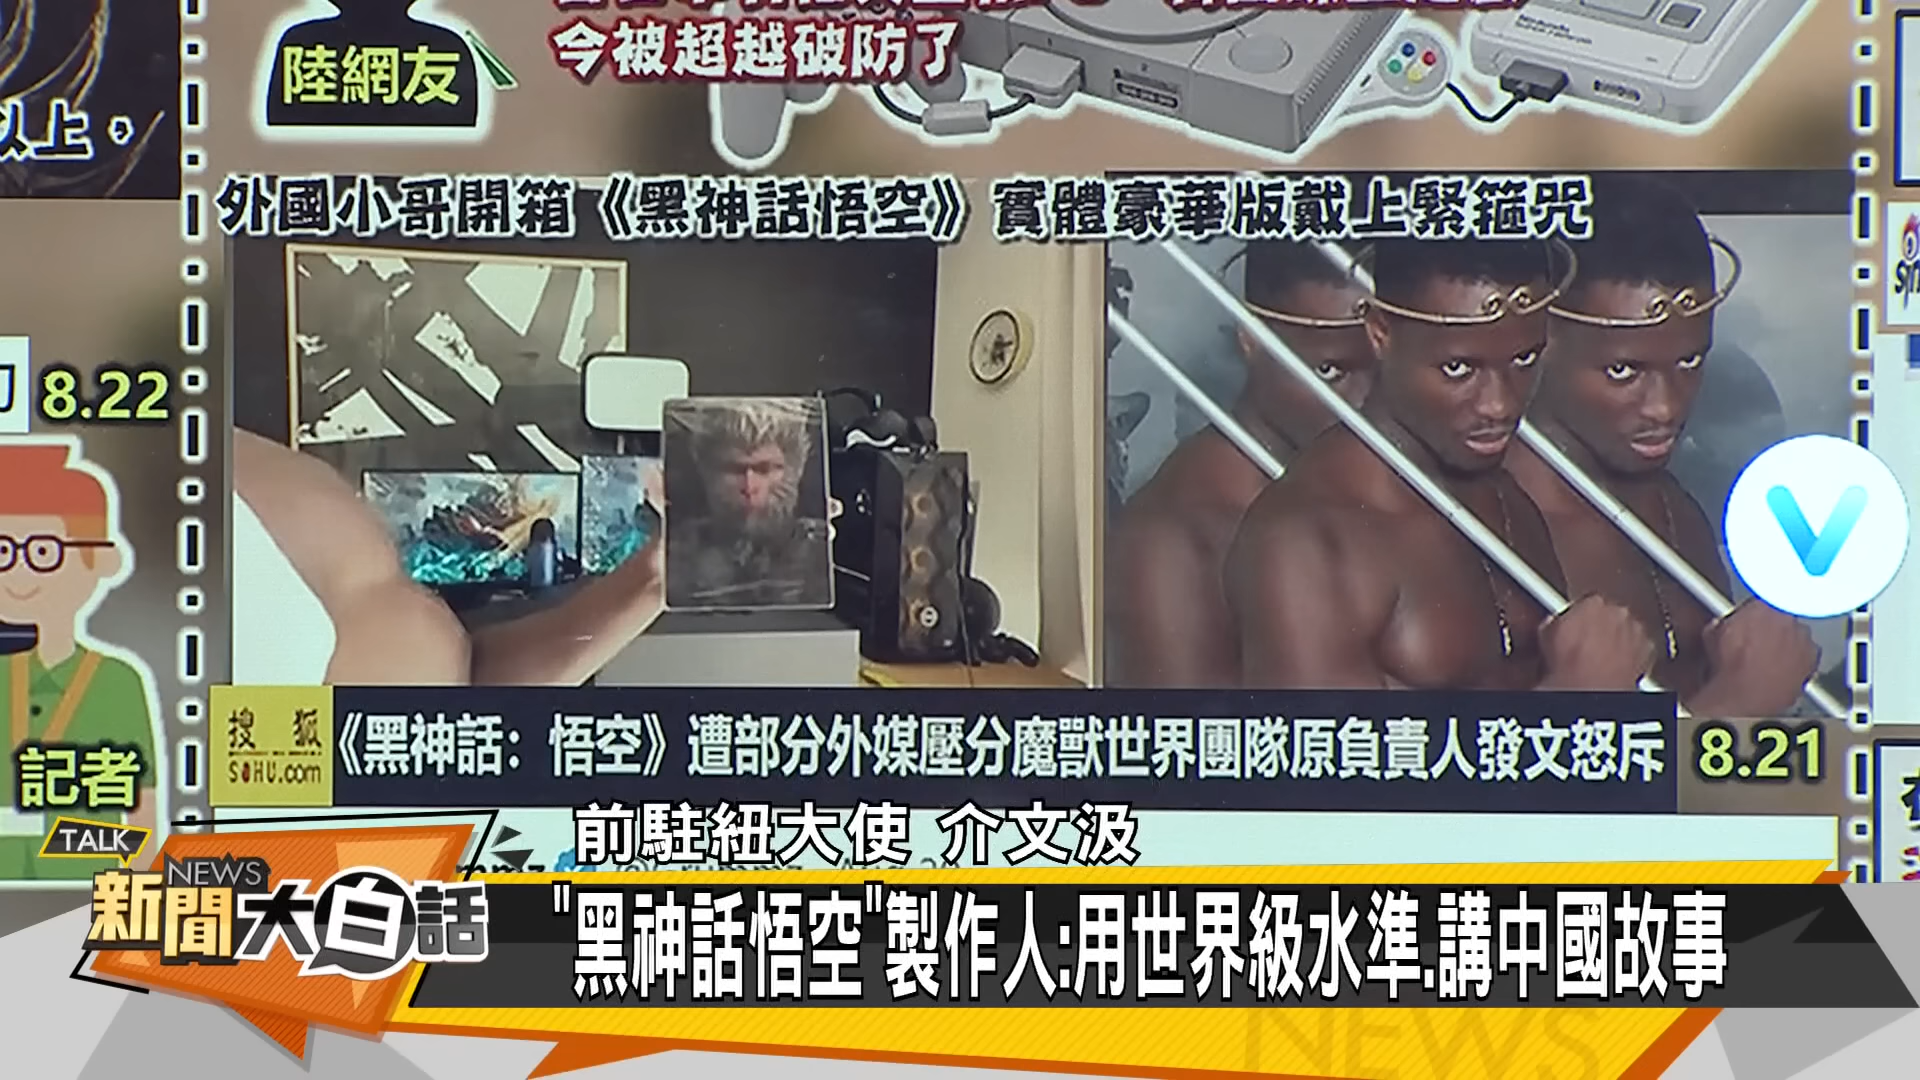 陸網友
今被超越破防了
以上。
外國小哥開箱《黑神話悟空》實體豪華版戴上緊箍咒
8.22
記者
搜狐
SOHU.com
《黑神話：悟空》遭部分外媒壓分魔獸世界團隊原負責人發文怒斥
8.21
前駐紐大使 介文汲
TALK
NEWS
新聞大白話
"黑神話悟空"製作人:用世界級水準.講中國故事
NEWS